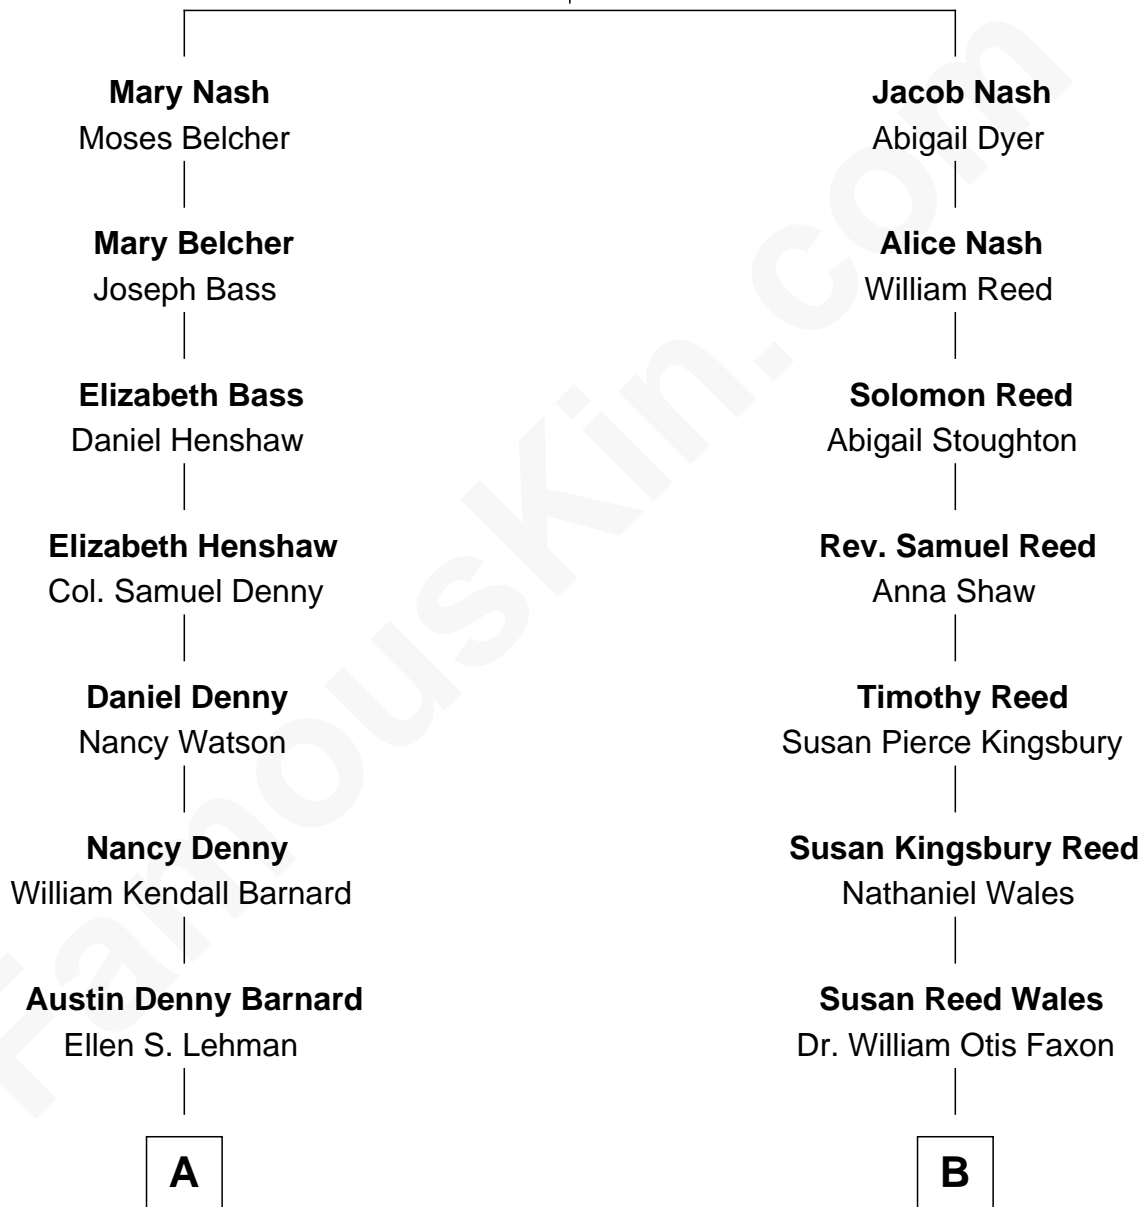 Mary Nash
Moses Belcher
Mary Belcher
Joseph Bass
Elizabeth Bass
Daniel Henshaw
Elizabeth Henshaw
Col. Samuel Denny
Daniel Denny
Nancy Watson
Nancy Denny
William Kendall Barnard
Austin Denny Barnard
Ellen S. Lehman
A
Jacob Nash
Abigail Dyer
Alice Nash
William Reed
Solomon Reed
Abigail Stoughton
Rev. Samuel Reed
Anna Shaw
Timothy Reed
Susan Pierce Kingsbury
Susan Kingsbury Reed
Nathaniel Wales
Susan Reed Wales
Dr. William Otis Faxon
B
FamousKin.com